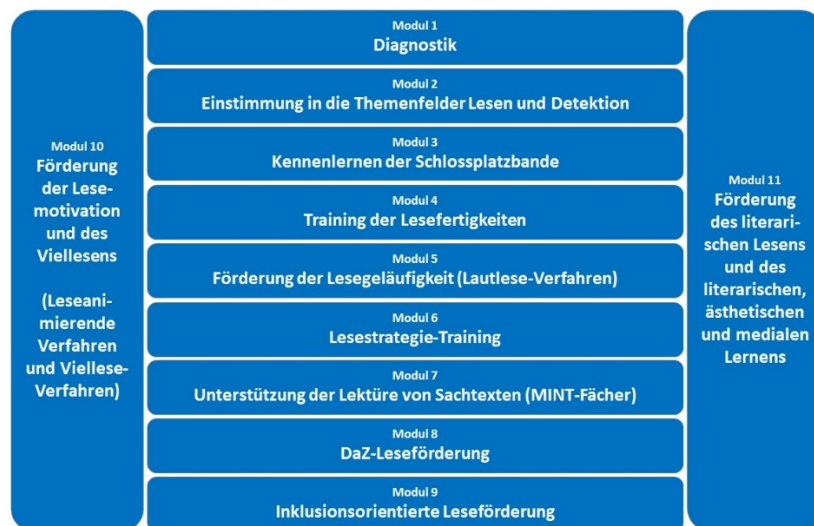 Modul 1
Diagnostik
Modul 2
Einstimmung in die Themenfelder Lesen und Detektion
Modul 3
Kennenlernen der Schlossplatzbande
Modul 4
Training der Lesefertigkeiten
Modul 5
Förderung der Lesegeläufigkeit (Lautlese-Verfahren)
Modul 6
Lesestrategie-Training
Modul 7
Unterstützung der Lektüre von Sachtexten (MINT-Fächer)
Modul 8
DaZ-Leseförderung
Modul 9
Inklusionsorientierte Leseförderung
Modul 10
Förderung
der Lese-
motivation
und des
Viellesens
(Leseani-
mierende
Verfahren
und Viellese-
Verfahren)
Modul 11
Förderung
des literari-
schen Lesens
und des
literarischen,
ästhetischen
und medialen
Lernens